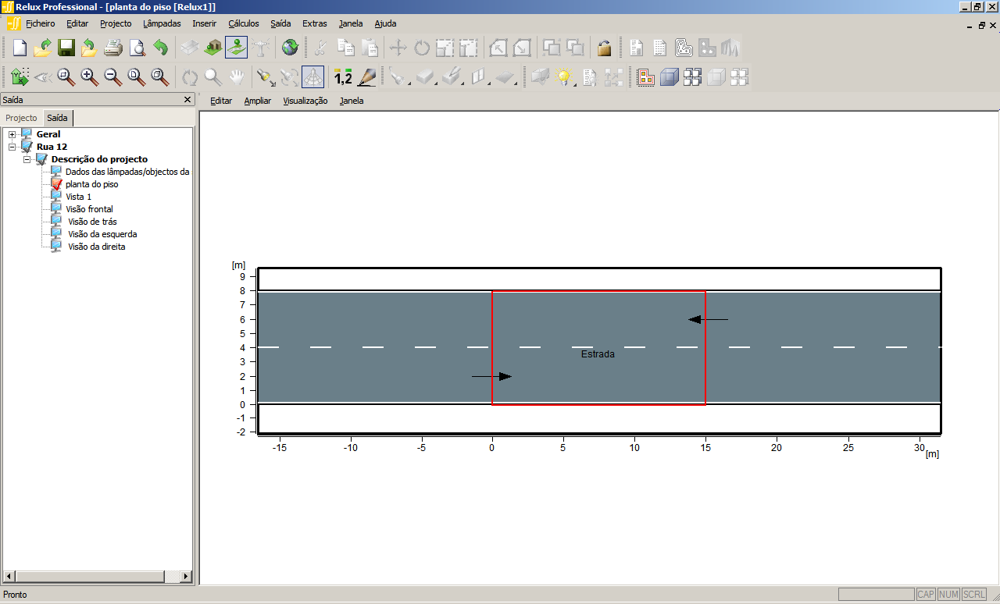 Relux Professional - [planta do piso [Relux1]]
Ficheiro Editar Projecto Lâmpadas Inserir Cálculos Saída Extras Janela Ajuda
1,2
Saída
Editar Ampliar Visualização Janela
Projecto Saída
Geral
Rua 12
Descrição do projecto
Dados das lâmpadas/objectos da
planta do piso
Vista 1
Visão frontal
Visão de trás
Visão da esquerda
Visão da direita
[m]
9
8
7
6
5
4
3
2
1
0
-1
-2
Estrada
-15 -10 -5 0 5 10 15 20 25 30 [m]
Pronto CAP NUM SCRL